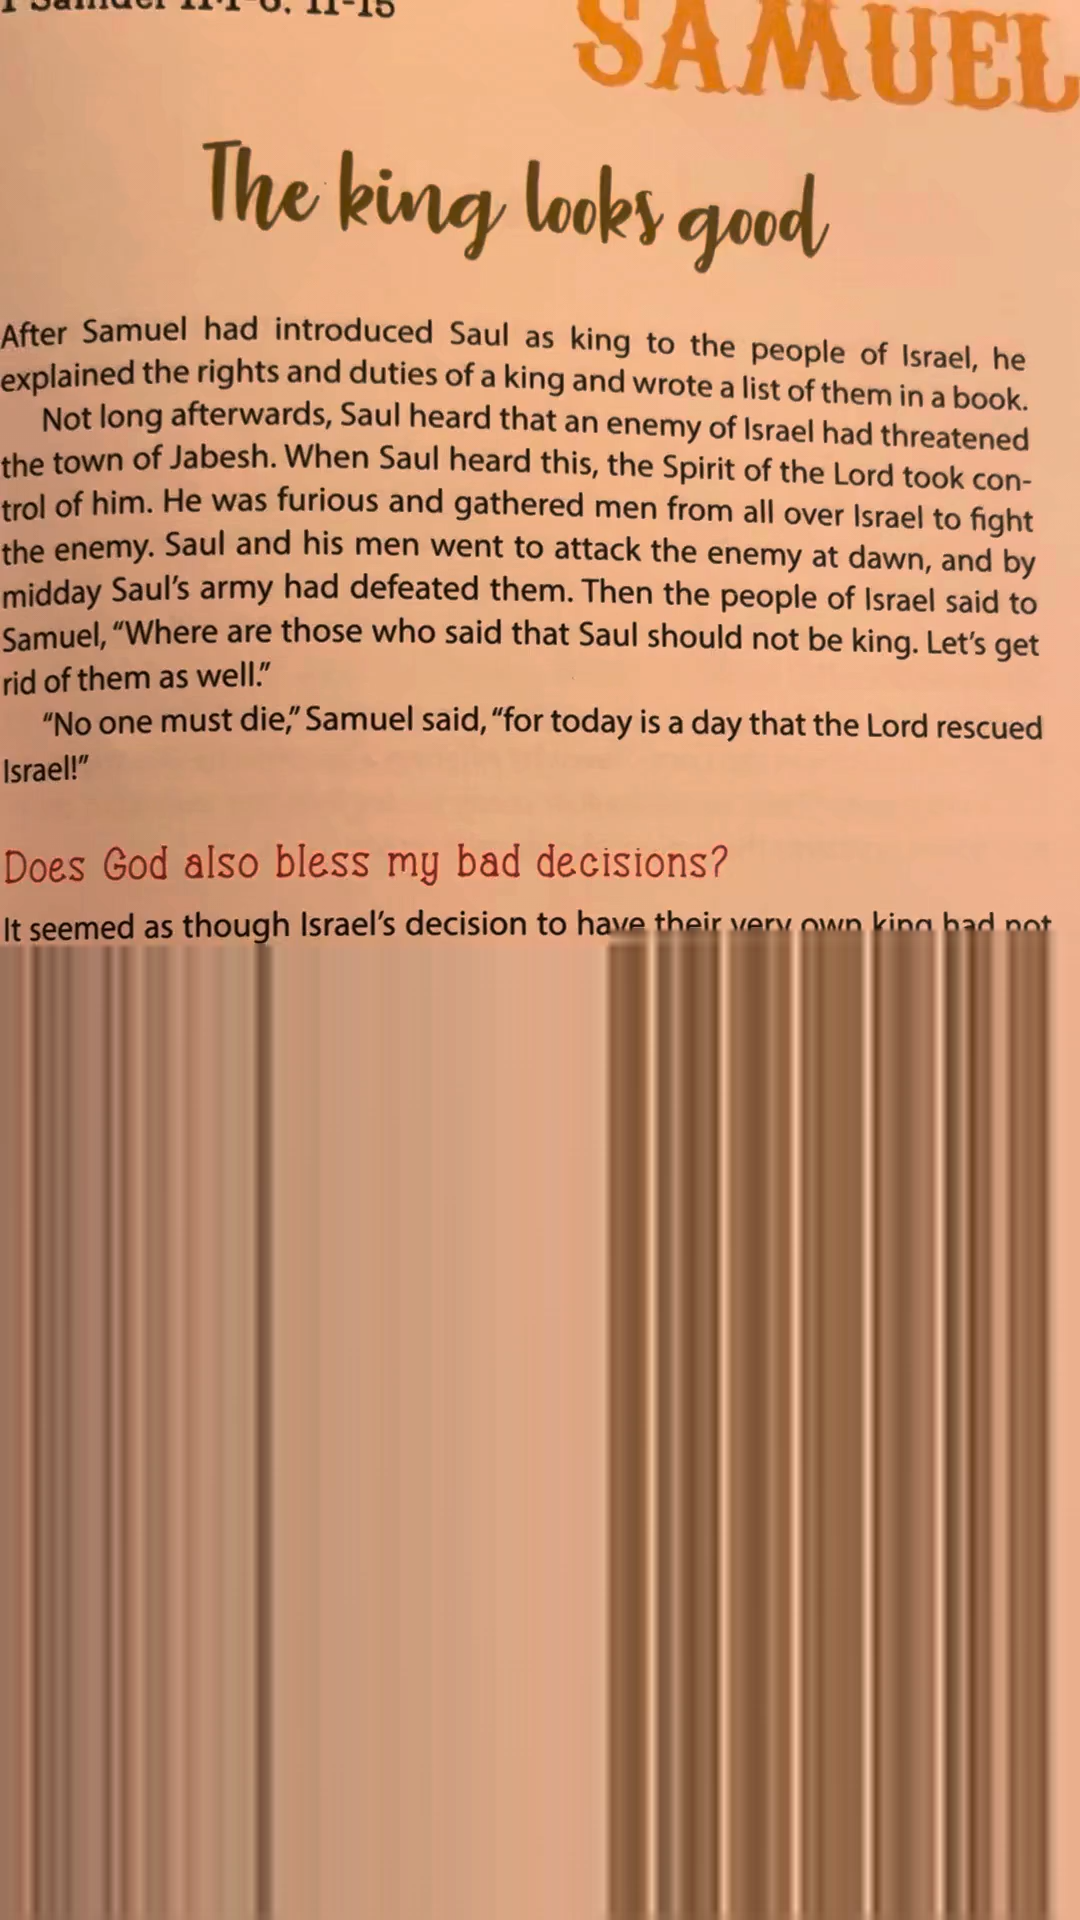 1 Samuel 11:1-6, 11-15
SAMUEL
The king looks good
After Samuel had introduced Saul as king to the people of Israel, he
explained the rights and duties of a king and wrote a list of them in a book.
Not long afterwards, Saul heard that an enemy of Israel had threatened
the town of Jabesh. When Saul heard this, the Spirit of the Lord took con-
trol of him. He was furious and gathered men from all over Israel to fight
the enemy. Saul and his men went to attack the enemy at dawn, and by
midday Saul's army had defeated them. Then the people of Israel said to
Samuel, “Where are those who said that Saul should not be king. Let's get
rid of them as well.”
“No one must die,” Samuel said, “for today is a day that the Lord rescued
Israel!”
Does God also bless my bad decisions?
It seemed as though Israel's decision to have their very own king had not